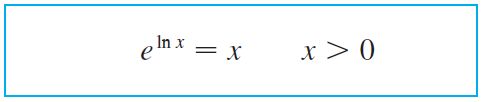 e^{ln x} = x x > 0